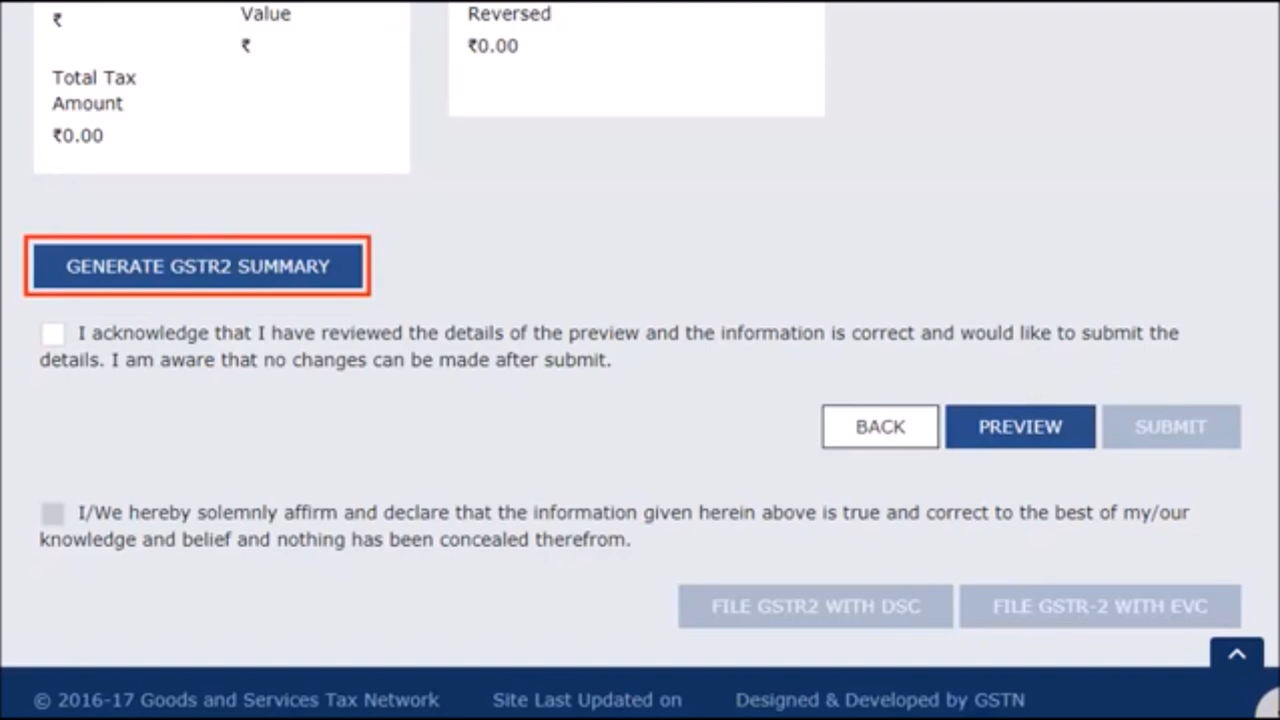 ₹
Value
₹
Total Tax
Amount
₹0.00
Reversed
₹0.00
GENERATE GSTR2 SUMMARY
I acknowledge that I have reviewed the details of the preview and the information is correct and would like to submit the
details. I am aware that no changes can be made after submit.
BACK PREVIEW SUBMIT
I/We hereby solemnly affirm and declare that the information given herein above is true and correct to the best of my/our
knowledge and belief and nothing has been concealed therefrom.
FILE GSTR2 WITH DSC FILE GSTR-2 WITH EVC
© 2016-17 Goods and Services Tax Network Site Last Updated on Designed & Developed by GSTN